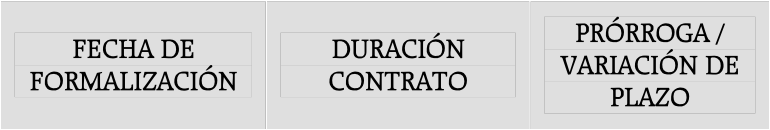 FECHA DE
FORMALIZACIÓN
DURACIÓN
CONTRATO
PRÓRROGA /
VARIACIÓN DE
PLAZO